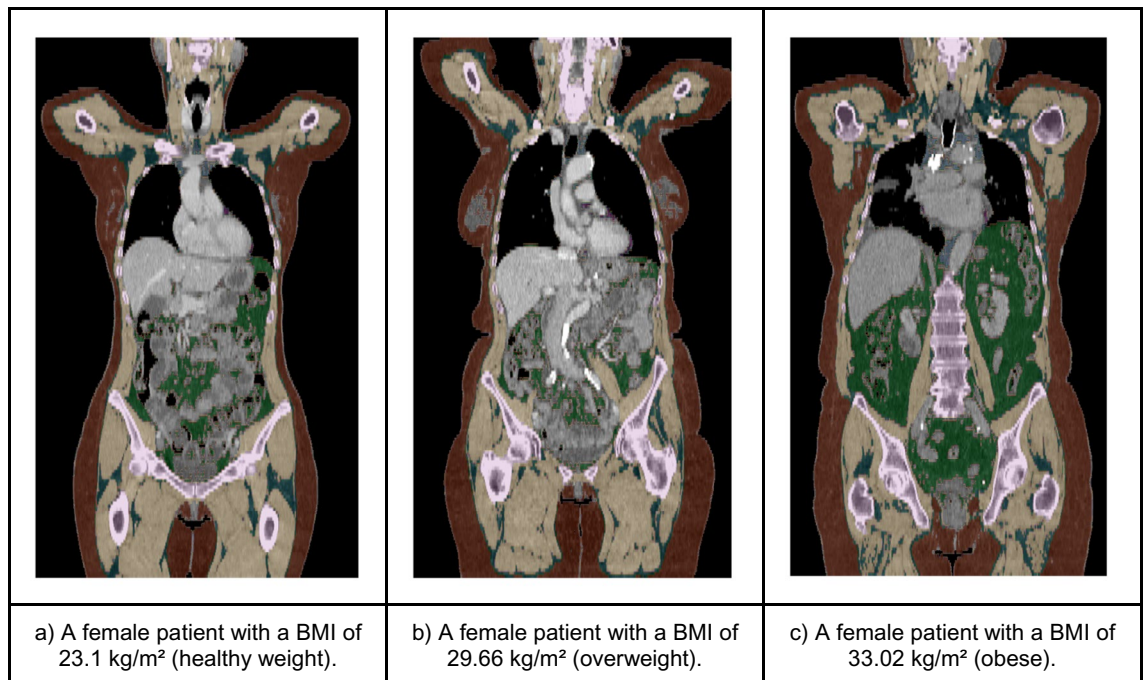 a) A female patient with a BMI of
23.1 kg/m² (healthy weight).
b) A female patient with a BMI of
29.66 kg/m² (overweight).
c) A female patient with a BMI of
33.02 kg/m² (obese).